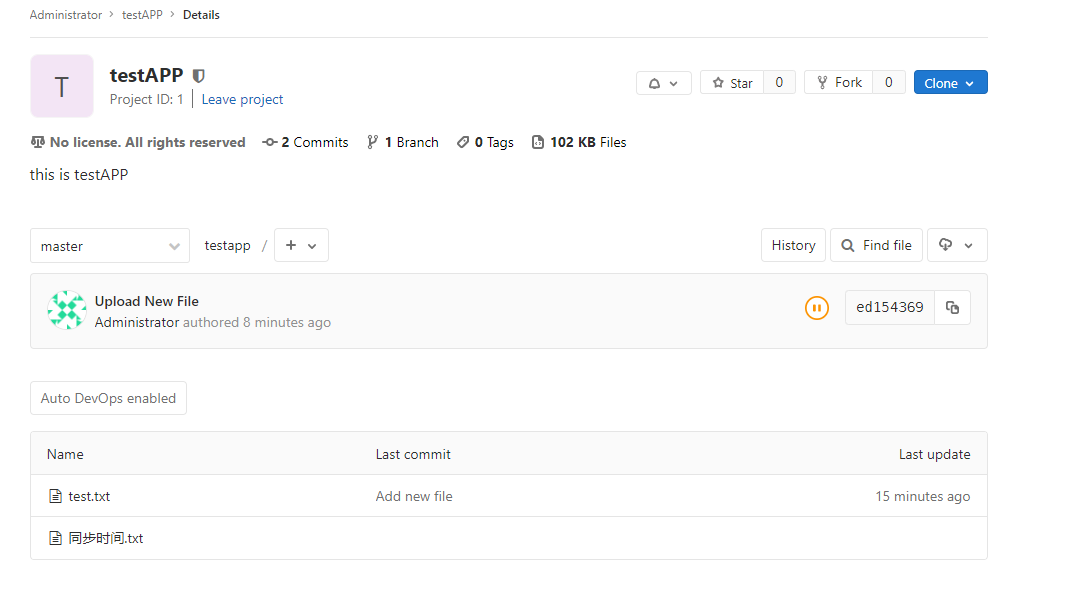 Administrator > testAPP > Details
T
testAPP
Project ID: 1 | Leave project
Star 0 Fork 0 Clone
No license. All rights reserved 2 Commits 1 Branch 0 Tags 102 KB Files
this is testAPP
master testapp / + History Find file
Upload New File
Administrator authored 8 minutes ago ed154369
Auto DevOps enabled
Name Last commit Last update
test.txt Add new file 15 minutes ago
同步时间.txt